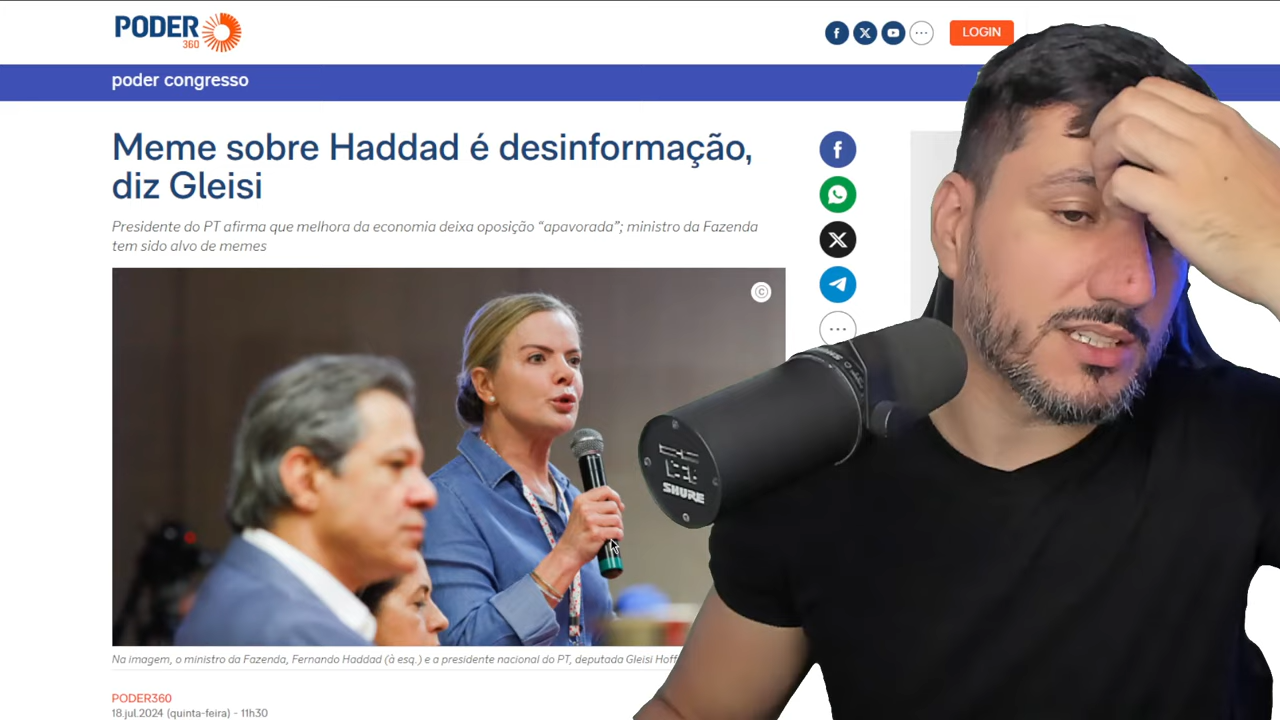 PODER
360
LOGIN
poder congresso
Meme sobre Haddad é desinformação,
diz Gleisi
Presidente do PT afirma que melhora da economia deixa oposição “apavorada”; ministro da Fazenda
tem sido alvo de memes
©
SHURE
Na imagem, o ministro da Fazenda, Fernando Haddad (à esq.) e a presidente nacional do PT, deputada Gleisi Hoff
PODER360
18.jul.2024 (quinta-feira) - 11h30